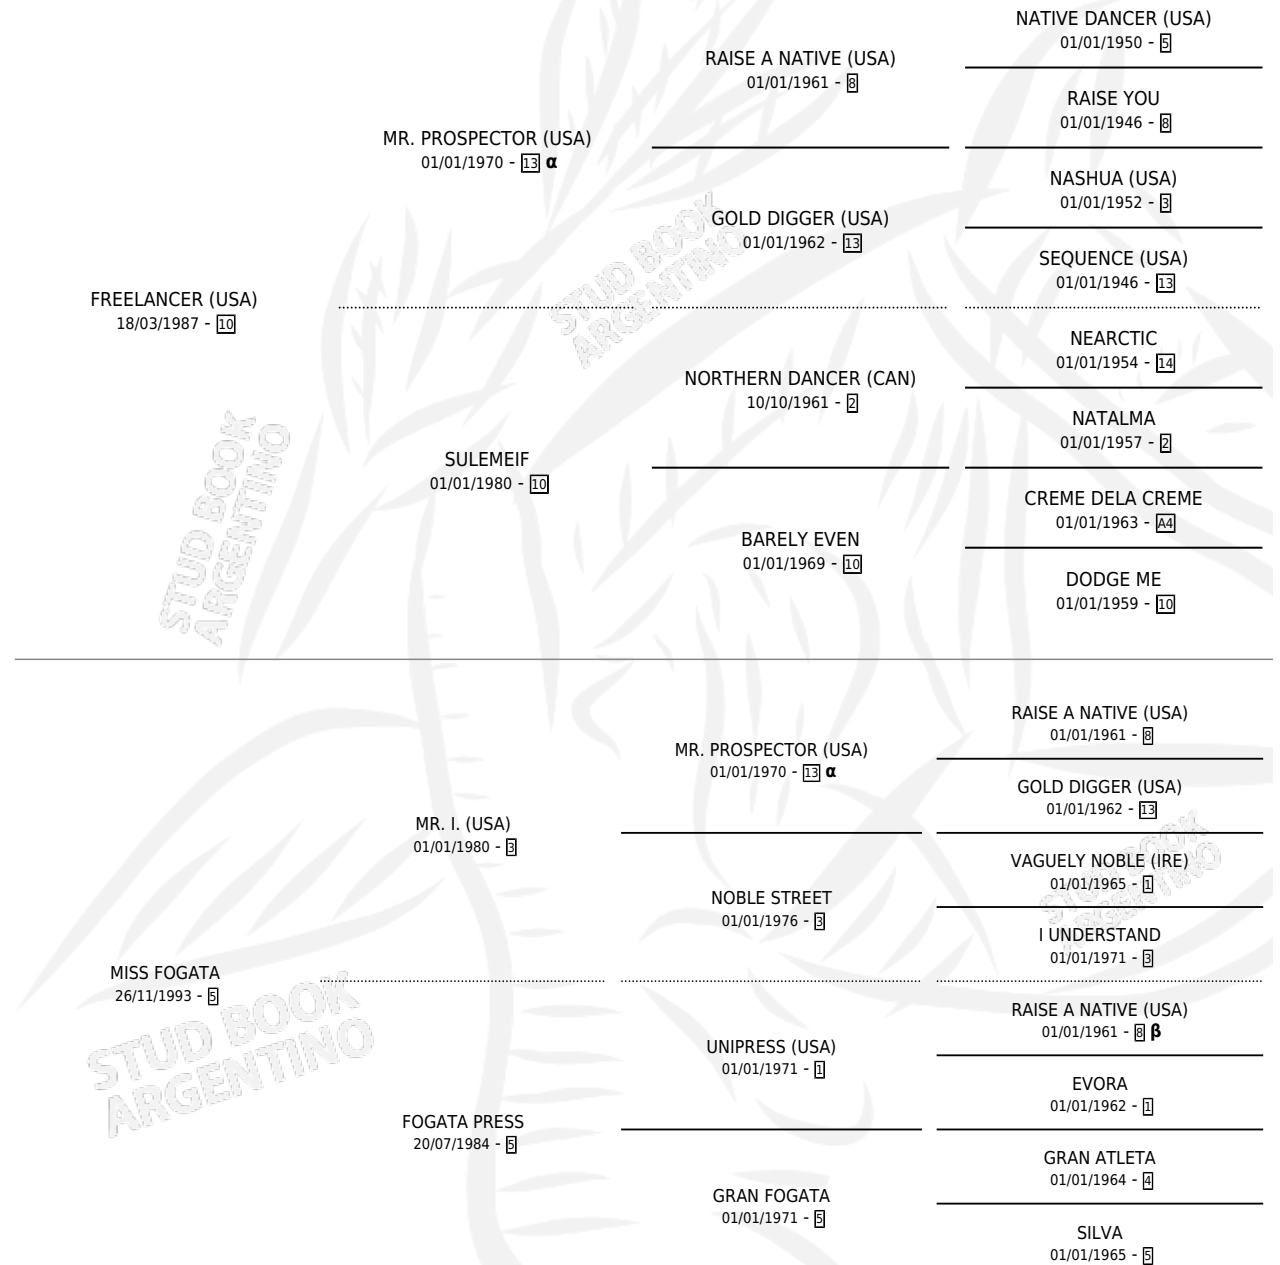 NATIVE DANCER (USA)
01/01/1950 - 5
RAISE A NATIVE (USA)
01/01/1961 - 8
RAISE YOU
01/01/1946 - 8
MR. PROSPECTOR (USA)
01/01/1970 - 13 α
NASHUA (USA)
01/01/1952 - 3
GOLD DIGGER (USA)
01/01/1962 - 13
SEQUENCE (USA)
01/01/1946 - 13
STUD BOOK
ARGENTINO
FREELANCER (USA)
18/03/1987 - 10
NEARCTIC
01/01/1954 - 14
NORTHERN DANCER (CAN)
10/10/1961 - 2
NATALMA
01/01/1957 - 2
SULEMEIF
01/01/1980 - 10
CREME DELA CREME
01/01/1963 - A4
BARELY EVEN
01/01/1969 - 10
DODGE ME
01/01/1959 - 10
STUD BOOK
ARGENTINO
RAISE A NATIVE (USA)
01/01/1961 - 8
MR. PROSPECTOR (USA)
01/01/1970 - 13 α
GOLD DIGGER (USA)
01/01/1962 - 13
MR. I. (USA)
01/01/1980 - 3
VAGUELY NOBLE (IRE)
01/01/1965 - 1
NOBLE STREET
01/01/1976 - 3
I UNDERSTAND
01/01/1971 - 3
STUD BOOK
ARGENTINO
MISS FOGATA
26/11/1993 - 5
RAISE A NATIVE (USA)
01/01/1961 - 8 β
UNIPRESS (USA)
01/01/1971 - 1
EVORA
01/01/1962 - 1
FOGATA PRESS
20/07/1984 - 5
GRAN ATLETA
01/01/1964 - 4
GRAN FOGATA
01/01/1971 - 5
SILVA
01/01/1965 - 5
STUD BOOK
ARGENTINO